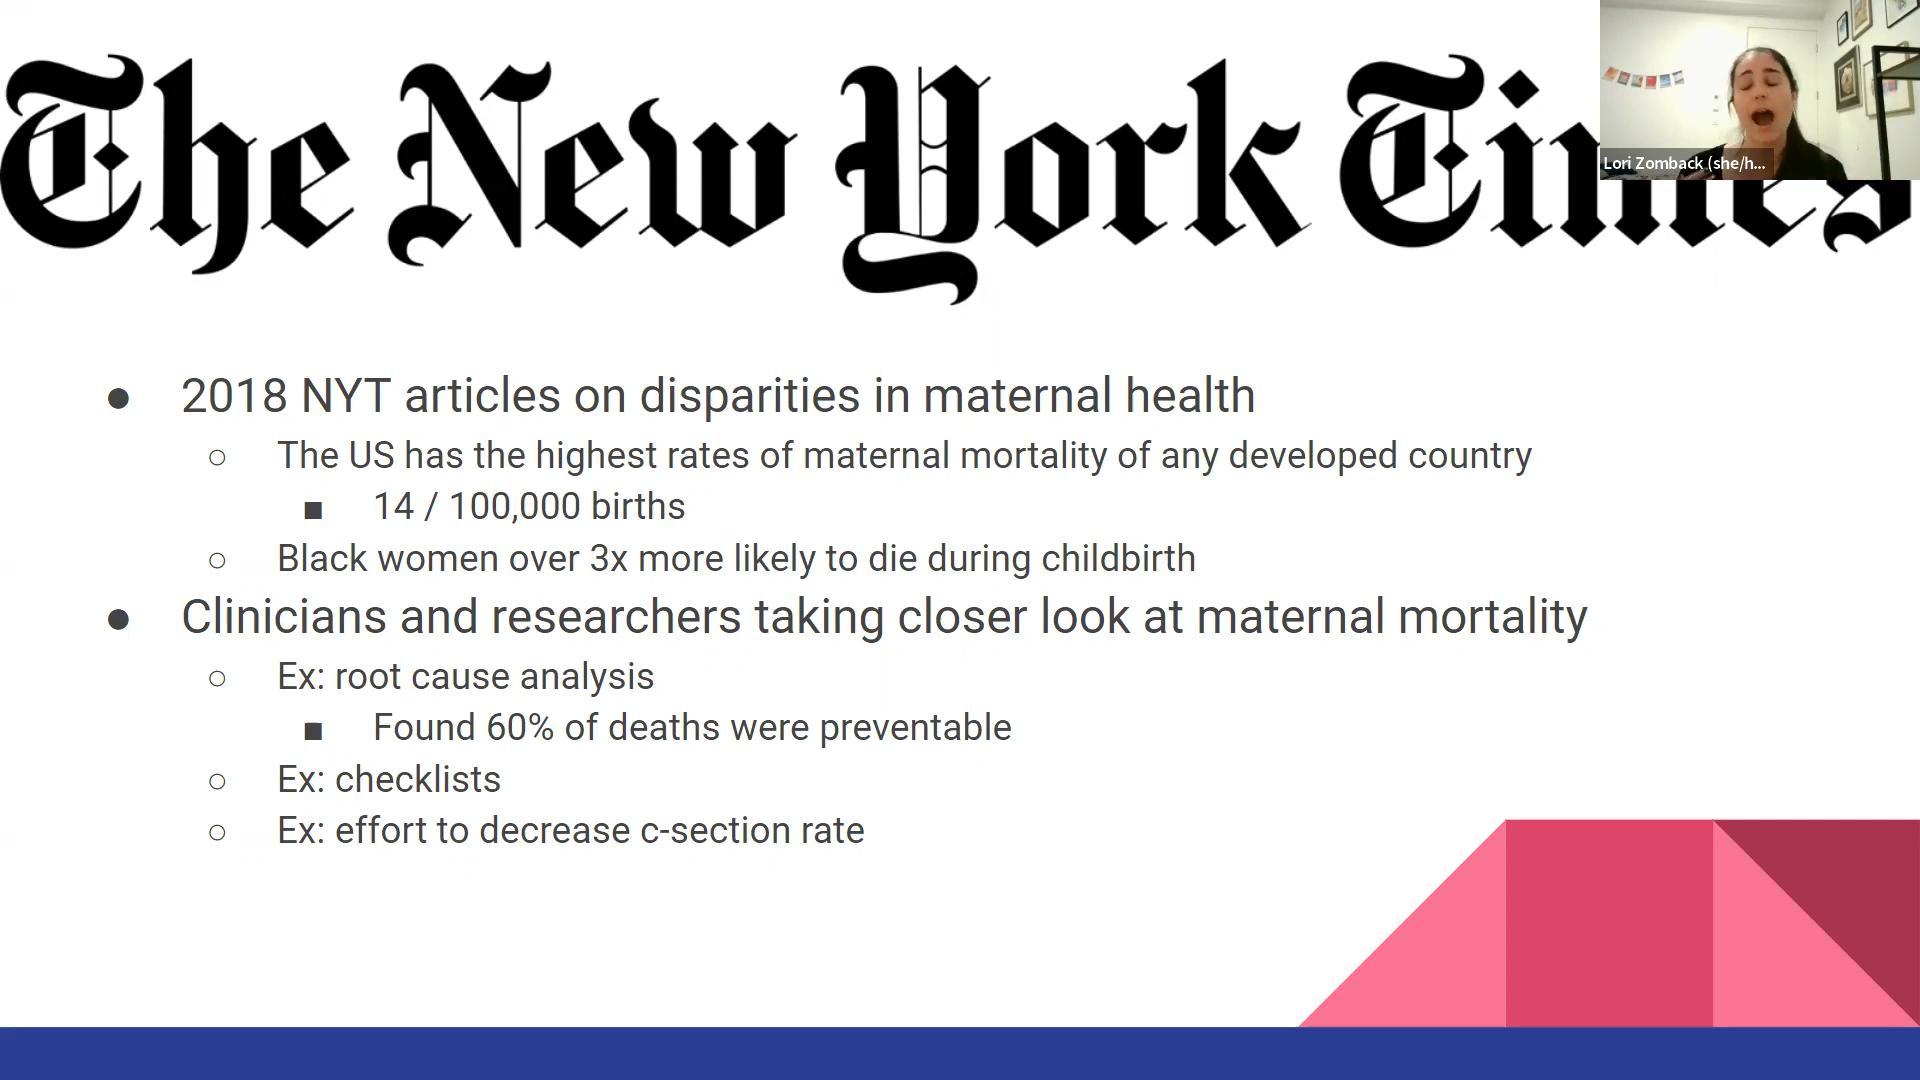 The New York Times
Lori Zomback (she/h...
● 2018 NYT articles on disparities in maternal health
○ The US has the highest rates of maternal mortality of any developed country
■ 14 / 100,000 births
○ Black women over 3x more likely to die during childbirth
● Clinicians and researchers taking closer look at maternal mortality
○ Ex: root cause analysis
■ Found 60% of deaths were preventable
○ Ex: checklists
○ Ex: effort to decrease c-section rate